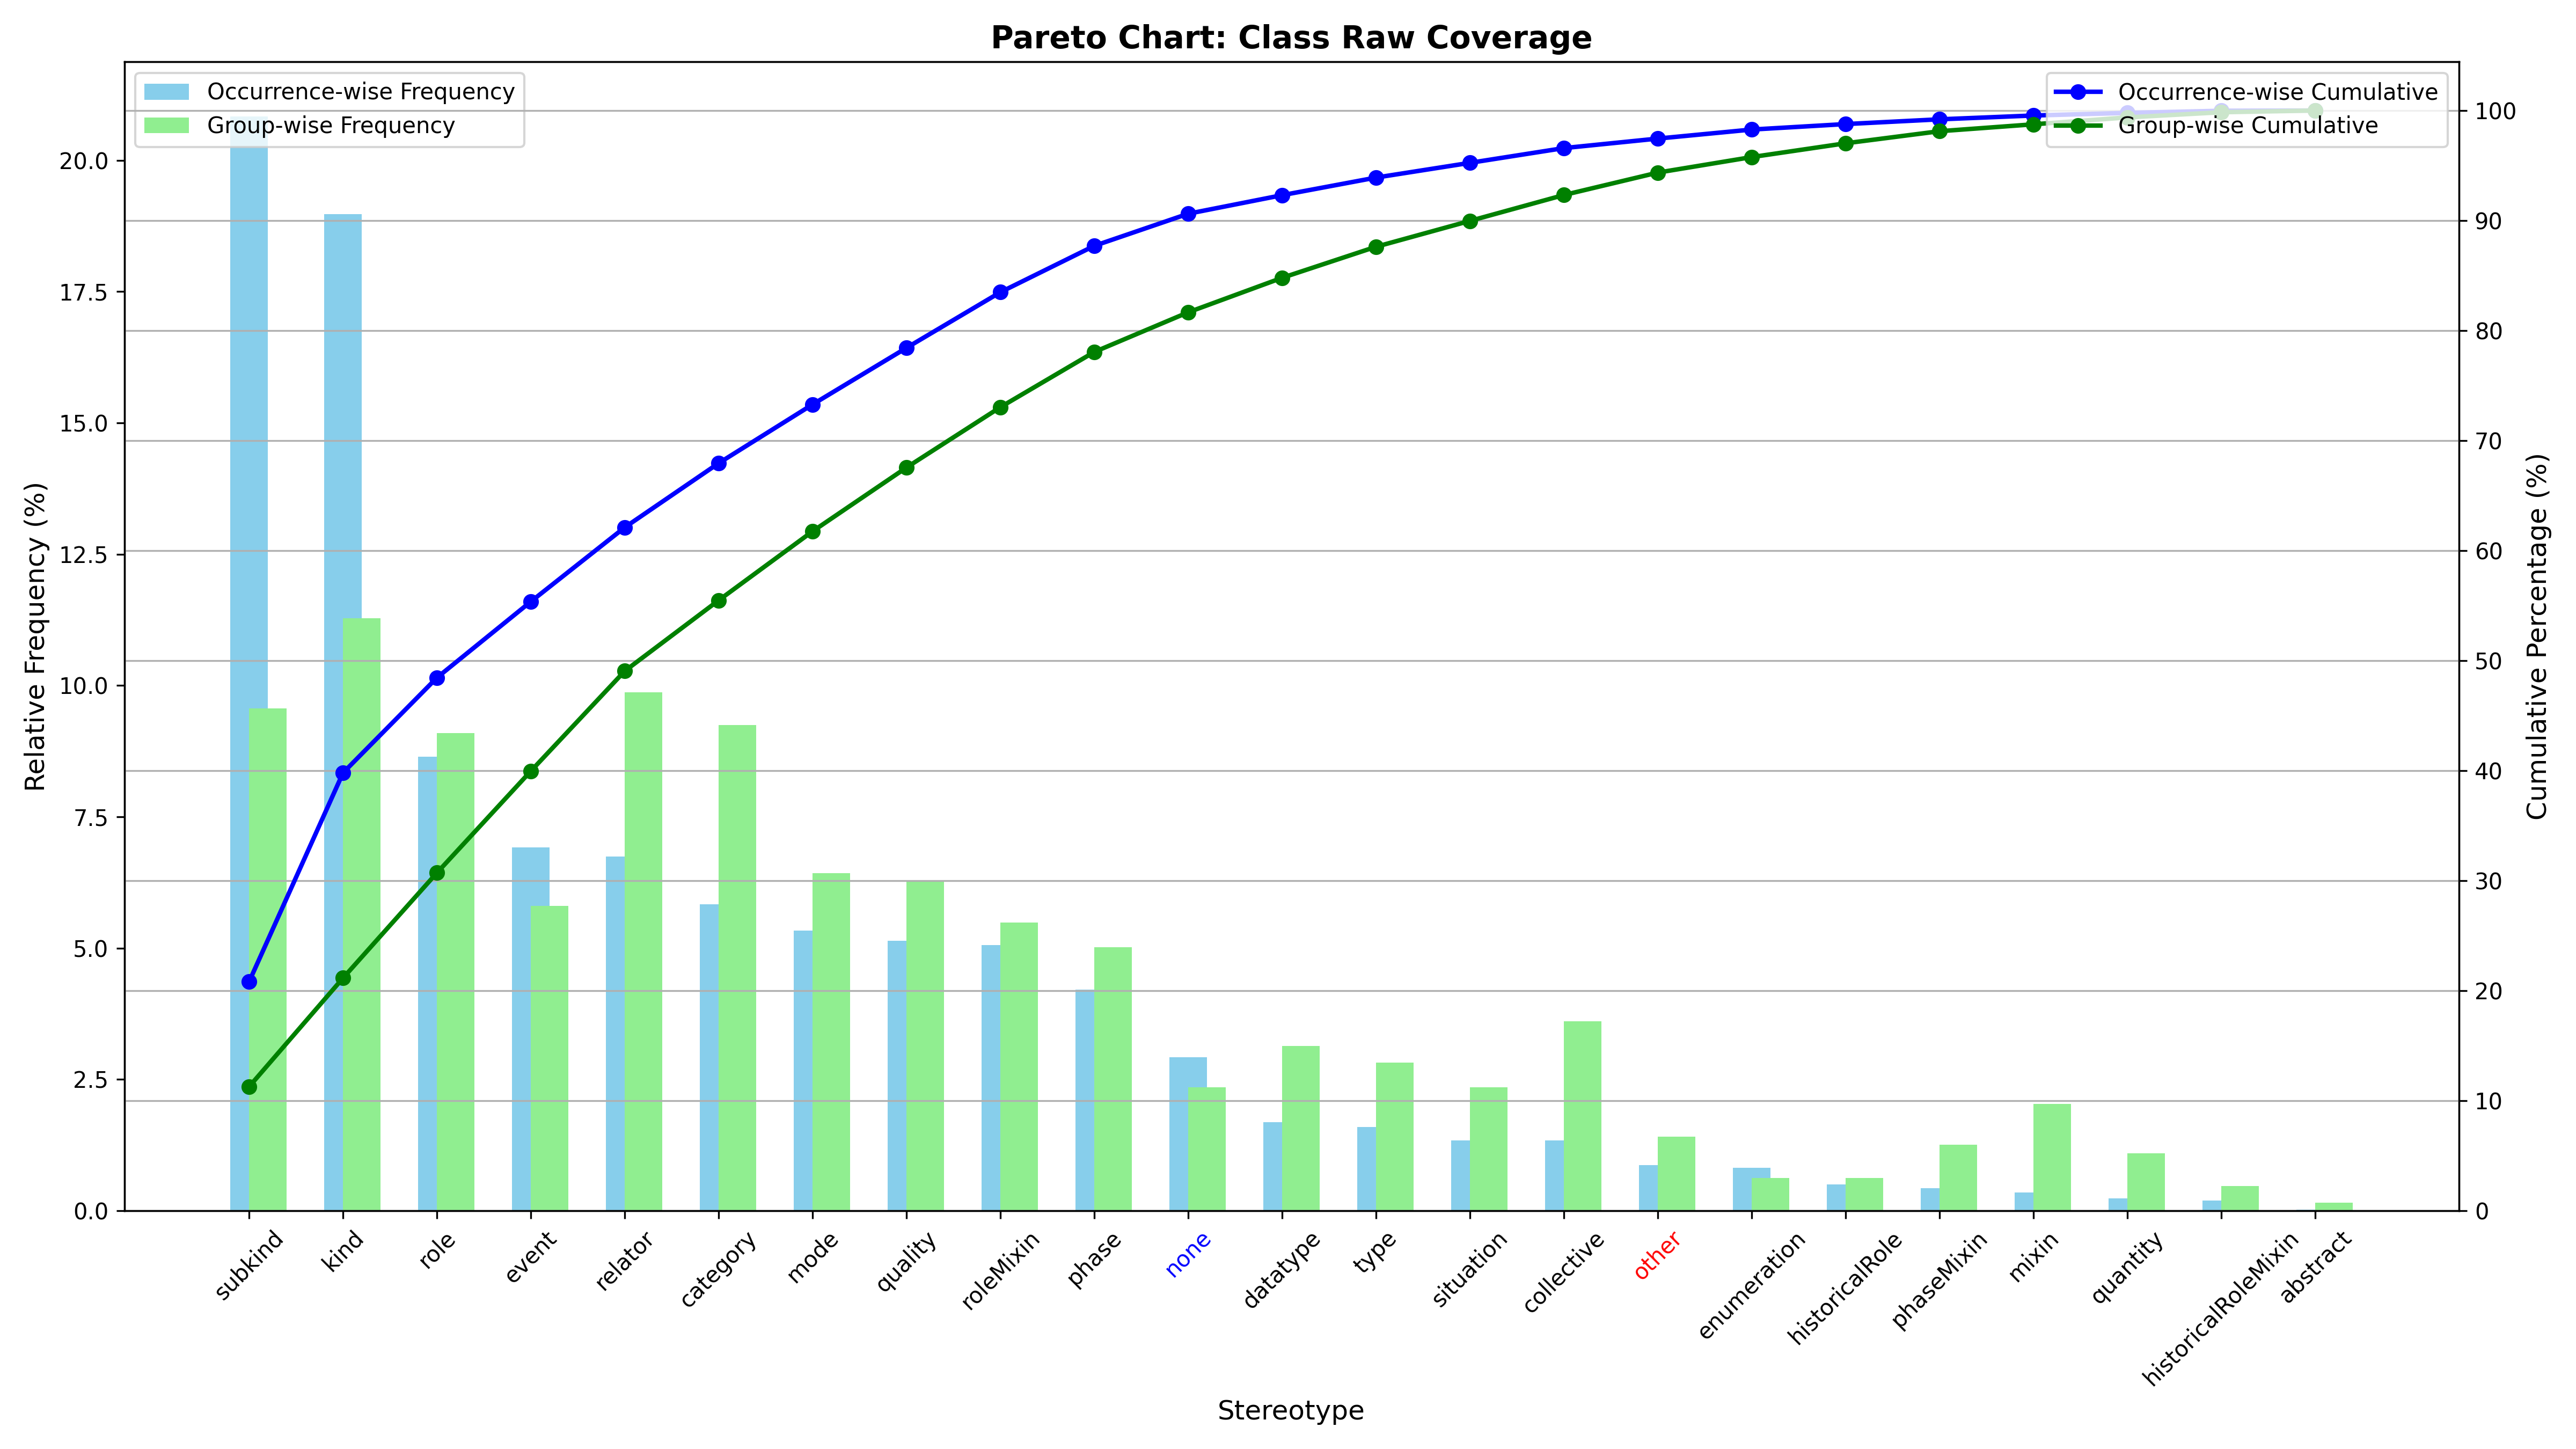 Pareto Chart: Class Raw Coverage
Occurrence-wise Frequency
Group-wise Frequency
Occurrence-wise Cumulative
Group-wise Cumulative
Relative Frequency (%)
20.0
17.5
15.0
12.5
10.0
7.5
5.0
2.5
0.0
100
90
80
70
60
50
40
30
20
10
0
Cumulative Percentage (%)
subkind
kind
role
event
relator
category
mode
quality
roleMixin
phase
none
datatype
type
situation
collective
other
enumeration
historicalRole
phaseMixin
mixin
quantity
historicalRoleMixin
abstract
Stereotype